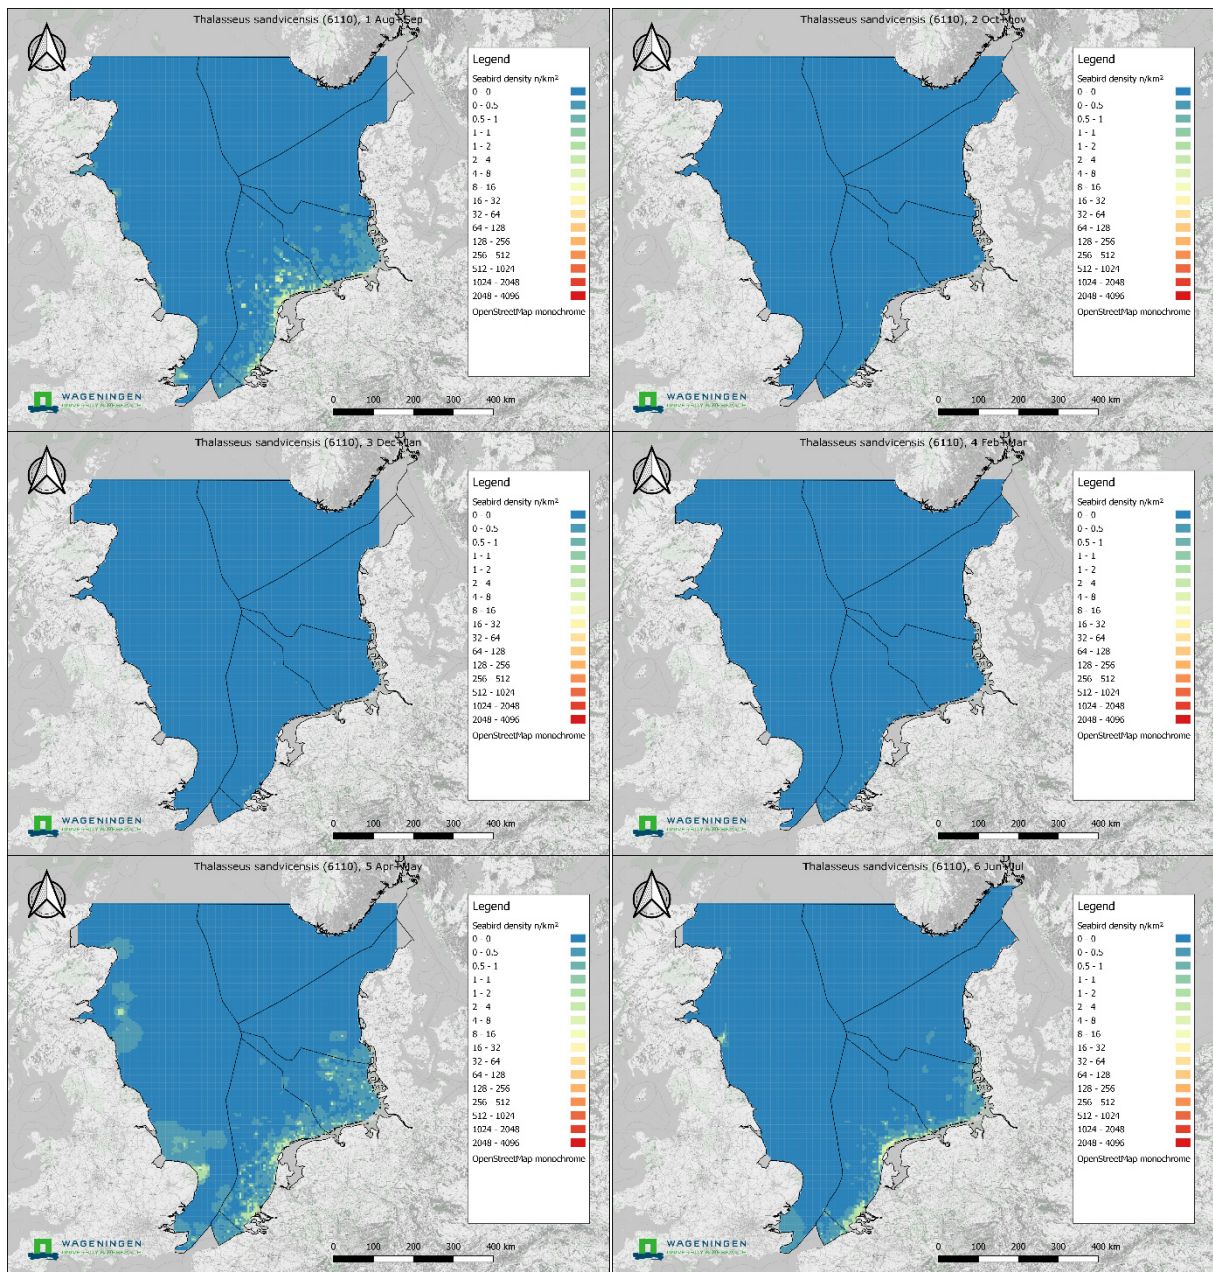 Thalasseus sandvicensis (6110), 1 Aug-Sep
Legend
Seabird density n/km²
0 - 0
0 - 0.5
0.5 - 1
1 - 1
1 - 2
2 - 4
4 - 8
8 - 16
16 - 32
32 - 64
64 - 128
128 - 256
256 - 512
512 - 1024
1024 - 2048
2048 - 4096
OpenStreetMap monochrome
WAGENINGEN
UNIVERSITY & RESEARCH
0 100 200 300 400 km
Thalasseus sandvicensis (6110), 2 Oct-Nov
Legend
Seabird density n/km²
0 - 0
0 - 0.5
0.5 - 1
1 - 1
1 - 2
2 - 4
4 - 8
8 - 16
16 - 32
32 - 64
64 - 128
128 - 256
256 - 512
512 - 1024
1024 - 2048
2048 - 4096
OpenStreetMap monochrome
WAGENINGEN
UNIVERSITY & RESEARCH
0 100 200 300 400 km
Thalasseus sandvicensis (6110), 3 Dec-Jan
Legend
Seabird density n/km²
0 - 0
0 - 0.5
0.5 - 1
1 - 1
1 - 2
2 - 4
4 - 8
8 - 16
16 - 32
32 - 64
64 - 128
128 - 256
256 - 512
512 - 1024
1024 - 2048
2048 - 4096
OpenStreetMap monochrome
WAGENINGEN
UNIVERSITY & RESEARCH
0 100 200 300 400 km
Thalasseus sandvicensis (6110), 4 Feb-Mar
Legend
Seabird density n/km²
0 - 0
0 - 0.5
0.5 - 1
1 - 1
1 - 2
2 - 4
4 - 8
8 - 16
16 - 32
32 - 64
64 - 128
128 - 256
256 - 512
512 - 1024
1024 - 2048
2048 - 4096
OpenStreetMap monochrome
WAGENINGEN
UNIVERSITY & RESEARCH
0 100 200 300 400 km
Thalasseus sandvicensis (6110), 5 Apr-May
Legend
Seabird density n/km²
0 - 0
0 - 0.5
0.5 - 1
1 - 1
1 - 2
2 - 4
4 - 8
8 - 16
16 - 32
32 - 64
64 - 128
128 - 256
256 - 512
512 - 1024
1024 - 2048
2048 - 4096
OpenStreetMap monochrome
WAGENINGEN
UNIVERSITY & RESEARCH
0 100 200 300 400 km
Thalasseus sandvicensis (6110), 6 Jun-Jul
Legend
Seabird density n/km²
0 - 0
0 - 0.5
0.5 - 1
1 - 1
1 - 2
2 - 4
4 - 8
8 - 16
16 - 32
32 - 64
64 - 128
128 - 256
256 - 512
512 - 1024
1024 - 2048
2048 - 4096
OpenStreetMap monochrome
WAGENINGEN
UNIVERSITY & RESEARCH
0 100 200 300 400 km